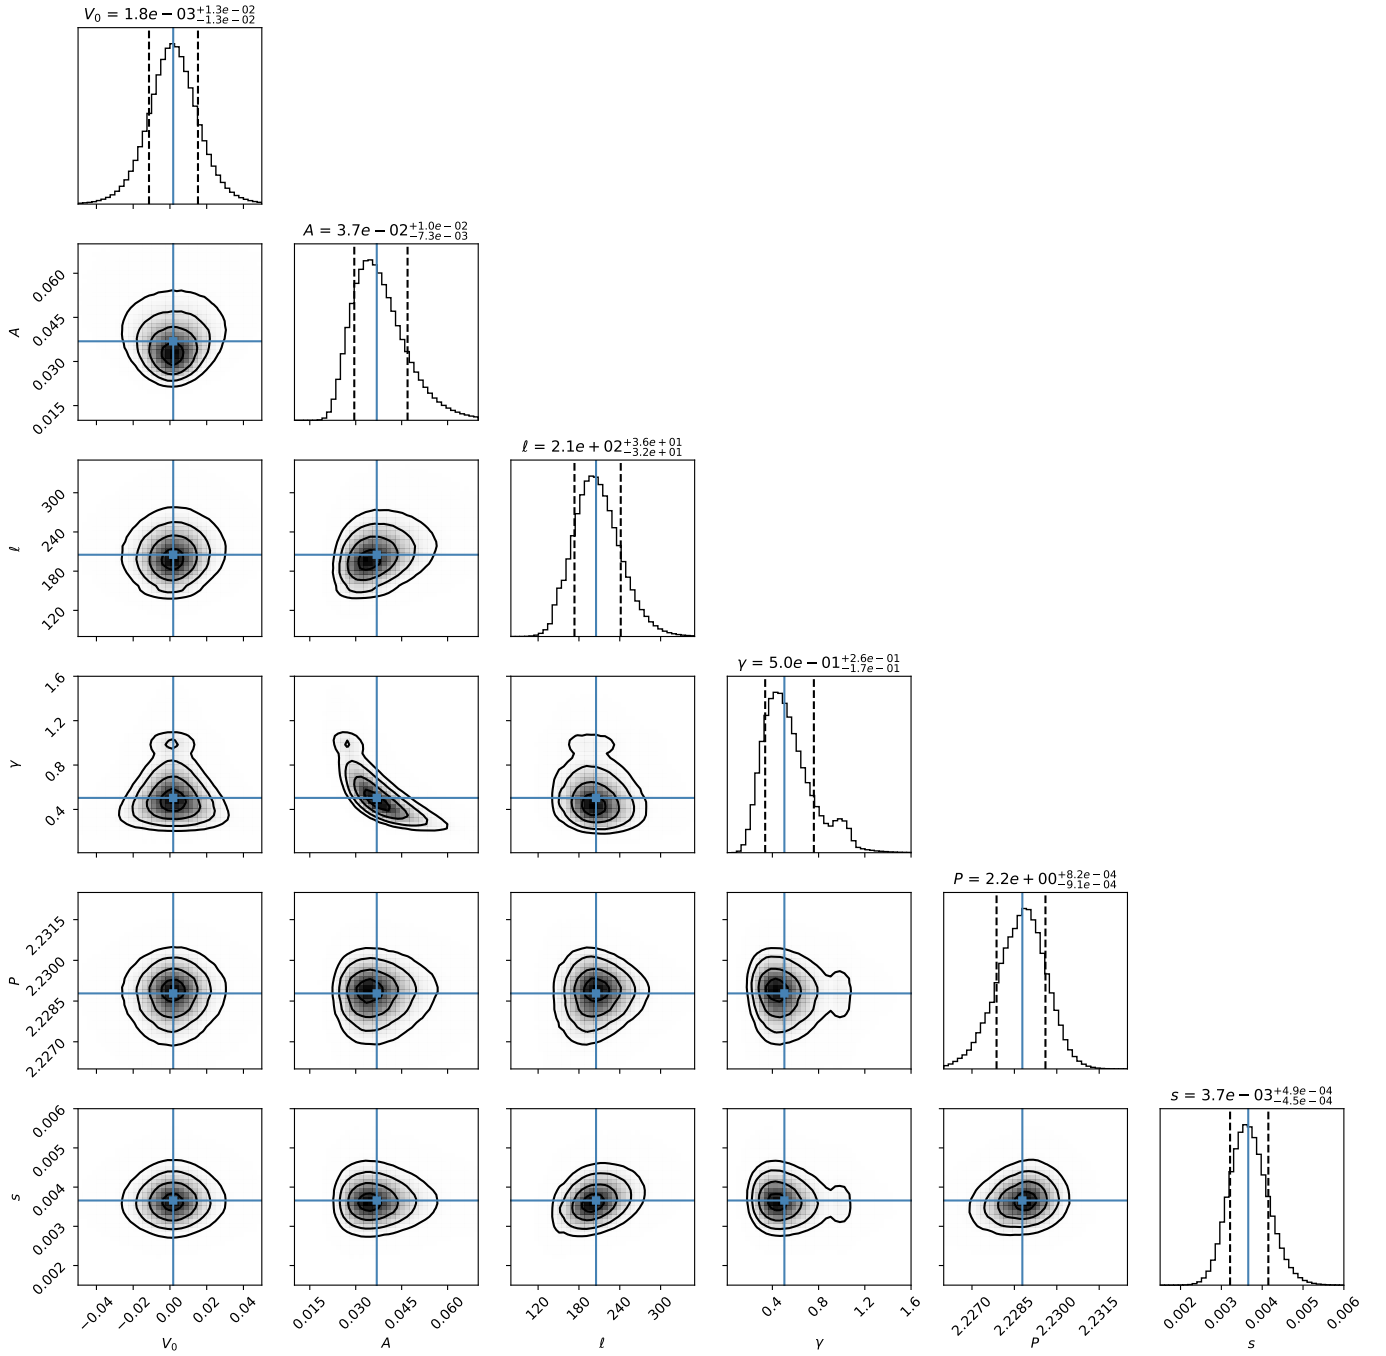 V₀ = 1.8e − 03 +1.3e − 02 −1.3e − 02
A = 3.7e − 02 +1.0e − 02 −7.3e − 03
0.060
0.045
0.030
0.015
A
ℓ = 2.1e + 02 +3.6e + 01 −3.2e + 01
300
240
180
120
ℓ
γ = 5.0e − 01 +2.6e − 01 −1.7e − 01
1.6
1.2
0.8
0.4
γ
P = 2.2e + 00 +8.2e − 04 −9.1e − 04
2.2315
2.2300
2.2285
2.2270
P
s = 3.7e − 03 +4.9e − 04 −4.5e − 04
0.006
0.005
0.004
0.003
0.002
s
−0.04 −0.02 0.00 0.02 0.04 0.015 0.030 0.045 0.060 120 180 240 300 0.4 0.8 1.2 1.6 2.2270 2.2285 2.2300 2.2315 0.002 0.003 0.004 0.005 0.006
V₀ A ℓ γ P s